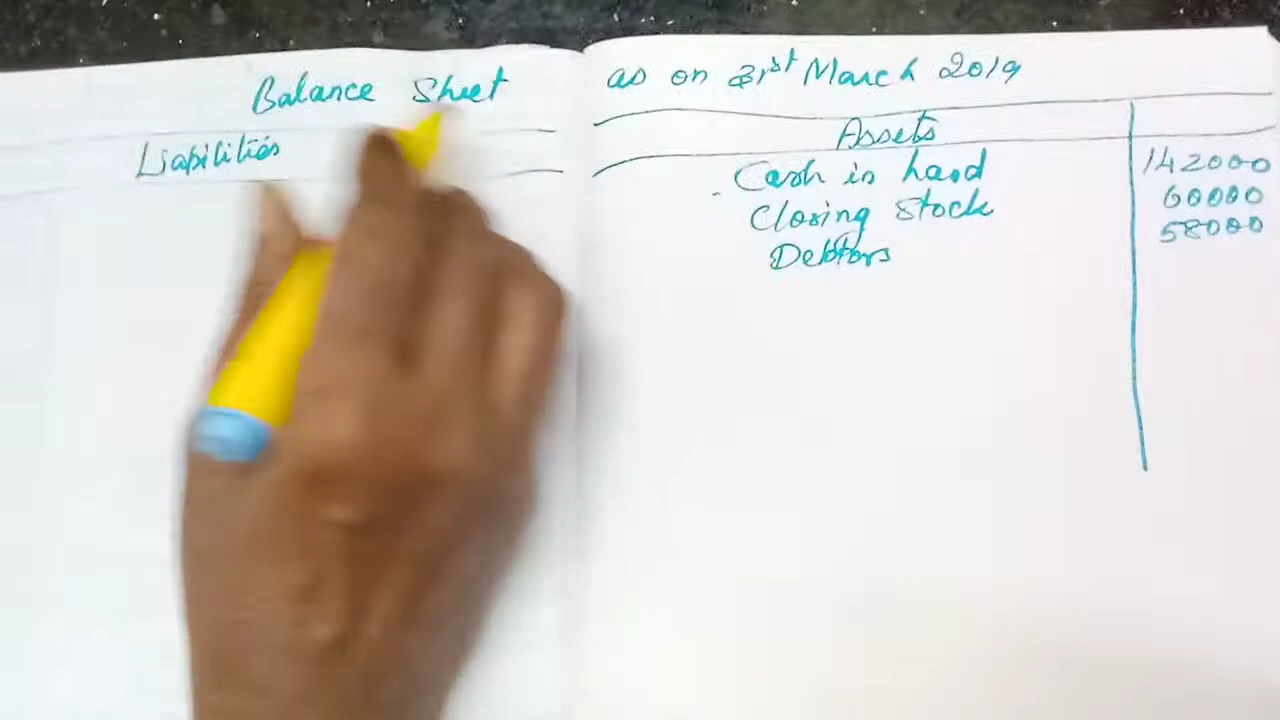 Balance Sheet as on 31st March 2019
Liabilities
Assets
Cash in hand 142000
Closing Stock 60000
Debtors 58000